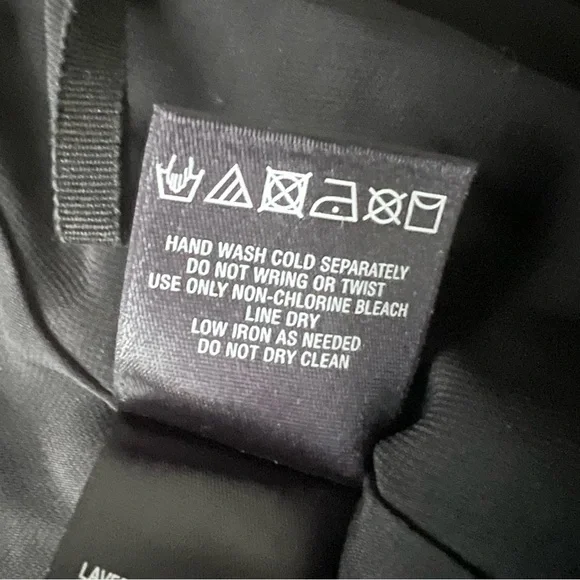 HAND WASH COLD SEPARATELY
DO NOT WRING OR TWIST
USE ONLY NON-CHLORINE BLEACH
LINE DRY
LOW IRON AS NEEDED
DO NOT DRY CLEAN